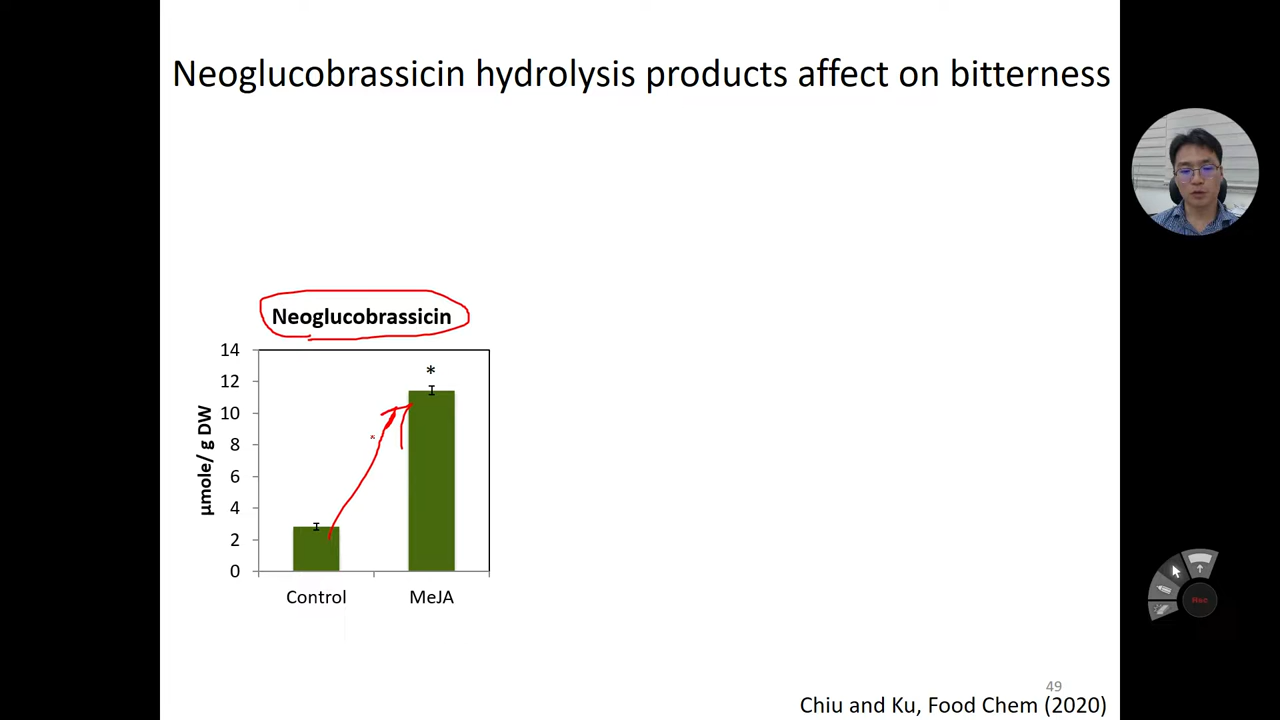 Neoglucobrassicin hydrolysis products affect on bitterness
Neoglucobrassicin
14
12
10
8
6
4
2
0
µmole/ g DW
*
Control
MeJA
Rec
49
Chiu and Ku, Food Chem (2020)